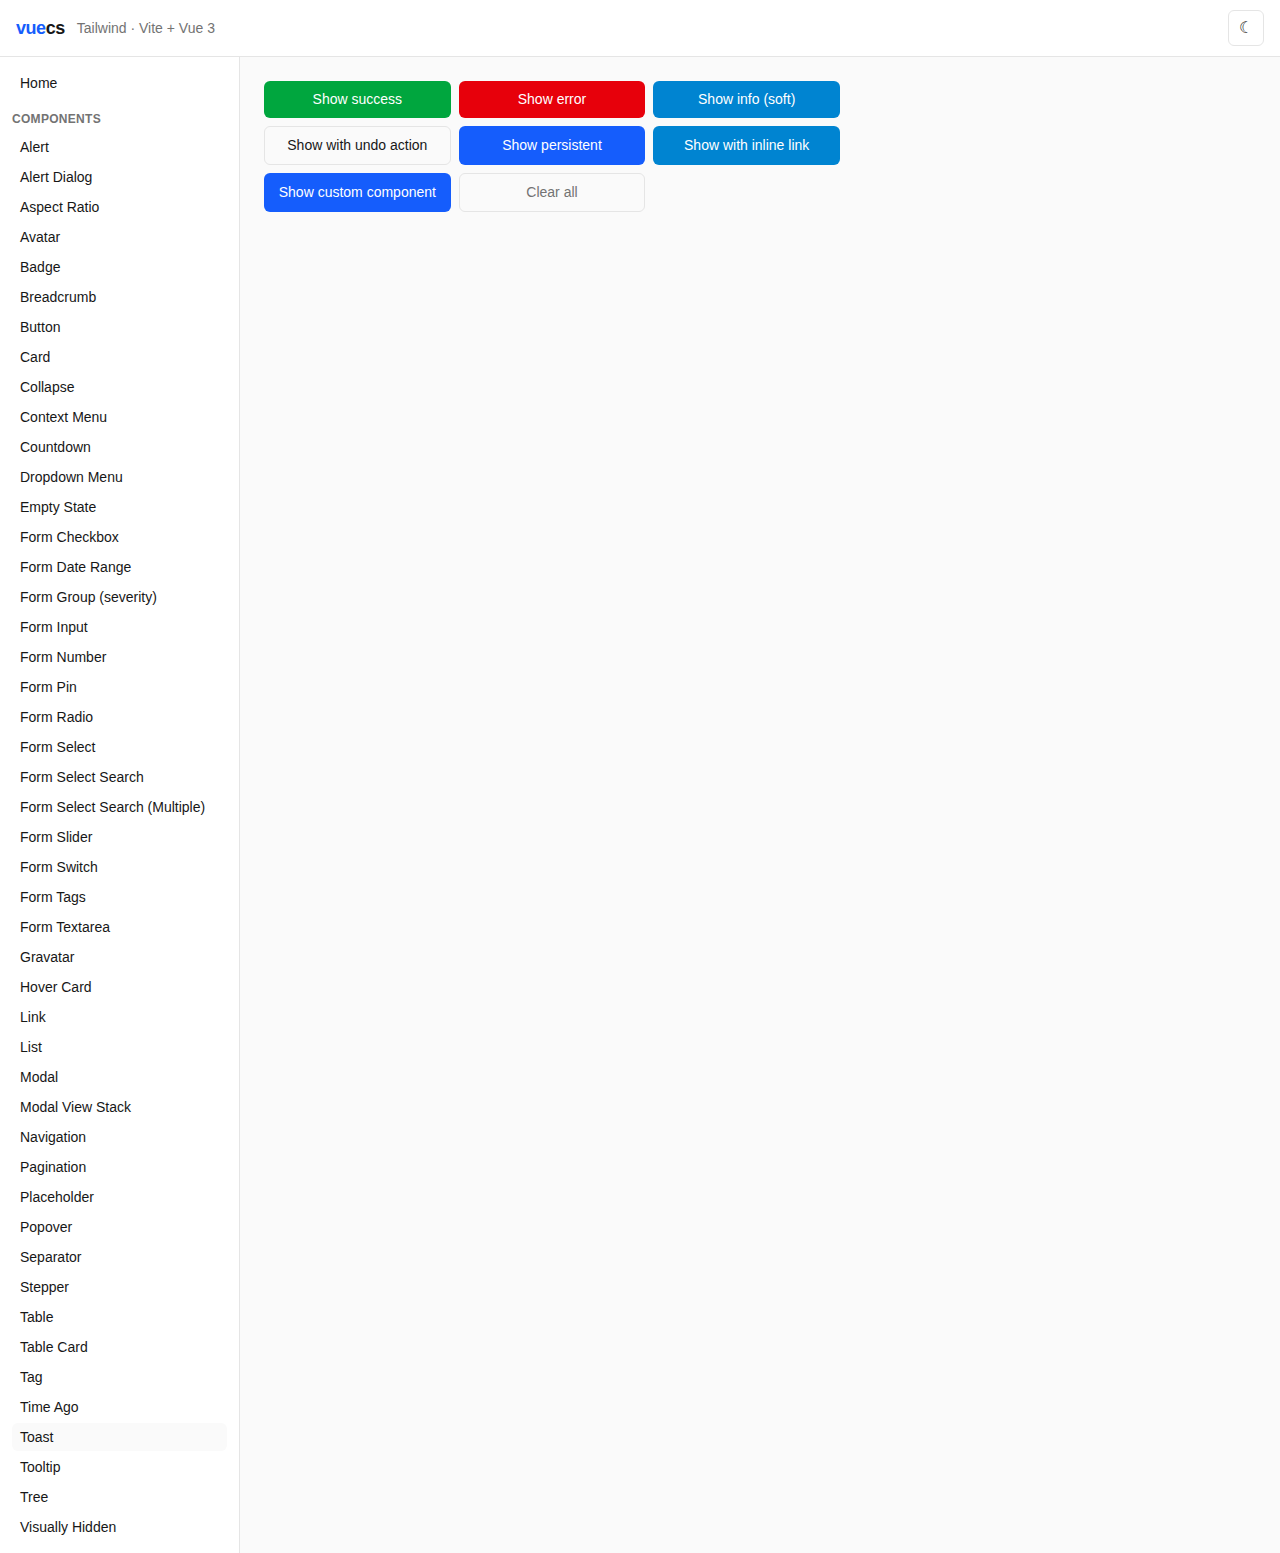 vuecs Tailwind · Vite + Vue 3
Home
COMPONENTS
Alert
Alert Dialog
Aspect Ratio
Avatar
Badge
Breadcrumb
Button
Card
Collapse
Context Menu
Countdown
Dropdown Menu
Empty State
Form Checkbox
Form Date Range
Form Group (severity)
Form Input
Form Number
Form Pin
Form Radio
Form Select
Form Select Search
Form Select Search (Multiple)
Form Slider
Form Switch
Form Tags
Form Textarea
Gravatar
Hover Card
Link
List
Modal
Modal View Stack
Navigation
Pagination
Placeholder
Popover
Separator
Stepper
Table
Table Card
Tag
Time Ago
Toast
Tooltip
Tree
Visually Hidden
Show success Show error Show info (soft)
Show with undo action Show persistent Show with inline link
Show custom component Clear all